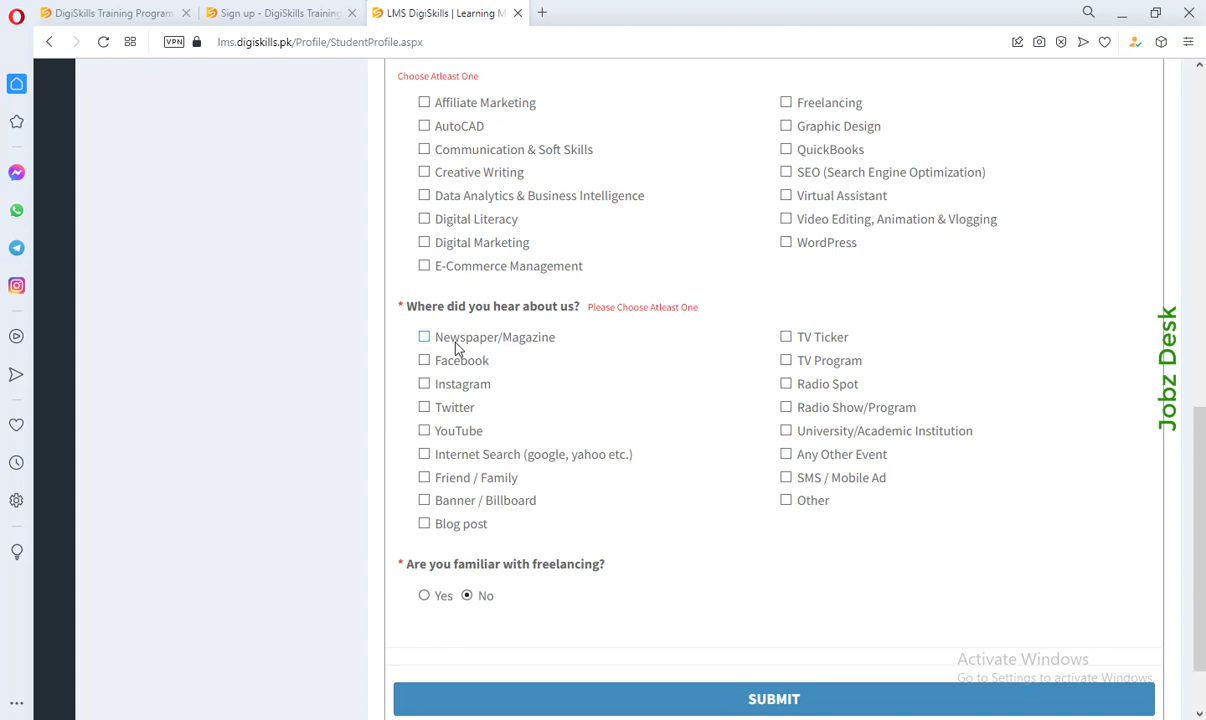 DigiSkills Training Program
Sign up - DigiSkills Training
LMS DigiSkills | Learning M
VPN
lms.digiskills.pk/Profile/StudentProfile.aspx
Choose Atleast One
Affiliate Marketing
Freelancing
AutoCAD
Graphic Design
Communication & Soft Skills
QuickBooks
Creative Writing
SEO (Search Engine Optimization)
Data Analytics & Business Intelligence
Virtual Assistant
Digital Literacy
Video Editing, Animation & Vlogging
Digital Marketing
WordPress
E-Commerce Management
* Where did you hear about us? Please Choose Atleast One
Newspaper/Magazine
TV Ticker
Facebook
TV Program
Instagram
Radio Spot
Twitter
Radio Show/Program
YouTube
University/Academic Institution
Internet Search (google, yahoo etc.)
Any Other Event
Friend / Family
SMS / Mobile Ad
Banner / Billboard
Other
Blog post
Jobz Desk
* Are you familiar with freelancing?
Yes No
Activate Windows
Go to Settings to activate Windows.
SUBMIT